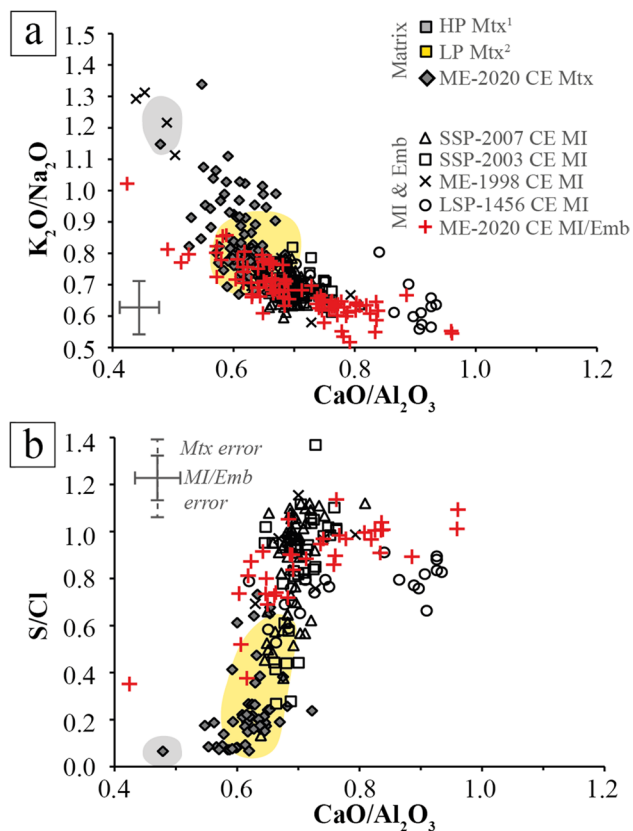 a
1.5
1.4
1.3
1.2
1.1
1.0
0.9
0.8
0.7
0.6
0.5
K₂O/Na₂O
0.4
0.6
0.8
1.0
1.2
CaO/Al₂O₃
Matrix
HP Mtx¹
LP Mtx²
ME-2020 CE Mtx
MI & Emb
SSP-2007 CE MI
SSP-2003 CE MI
ME-1998 CE MI
LSP-1456 CE MI
ME-2020 CE MI/Emb
b
1.4
1.2
1.0
0.8
0.6
0.4
0.2
0.0
S/Cl
Mtx error
MI/Emb
error
0.4
0.6
0.8
1.0
1.2
CaO/Al₂O₃